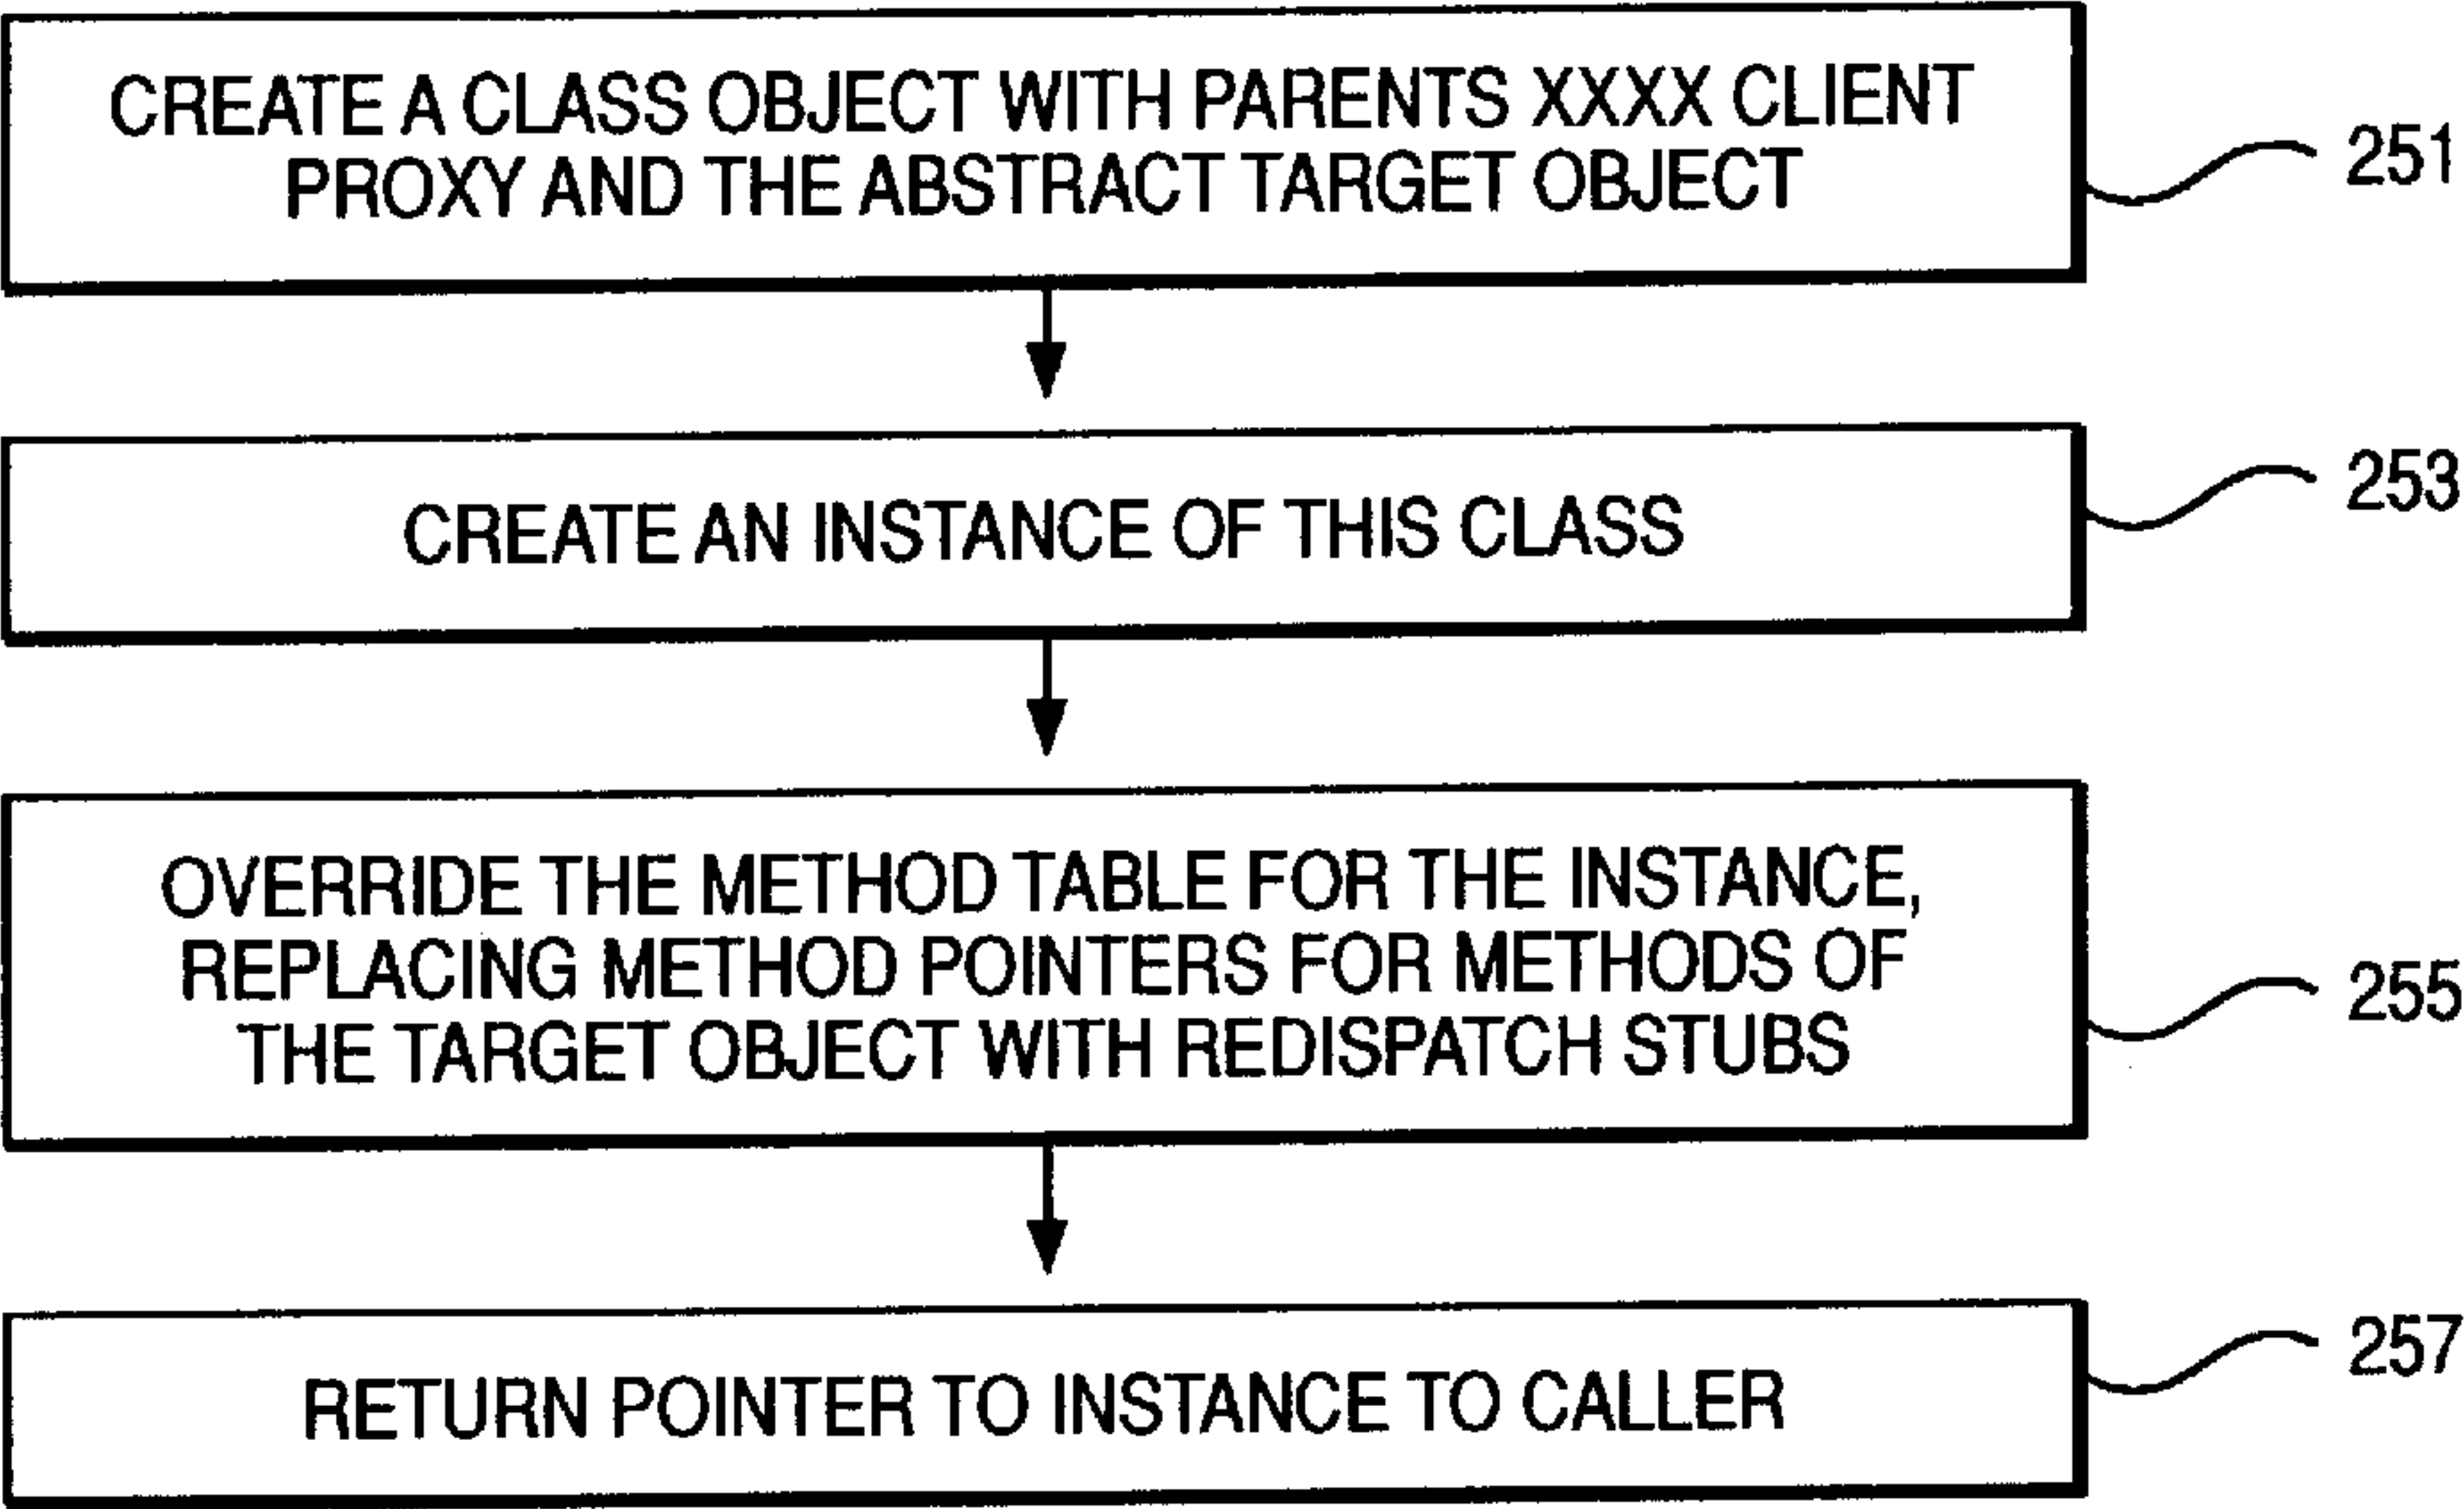 CREATE A CLASS OBJECT WITH PARENTS XXXX CLIENT
PROXY AND THE ABSTRACT TARGET OBJECT
251
CREATE AN INSTANCE OF THIS CLASS
253
OVERRIDE THE METHOD TABLE FOR THE INSTANCE,
REPLACING METHOD POINTERS FOR METHODS OF
THE TARGET OBJECT WITH REDISPATCH STUBS
255
RETURN POINTER TO INSTANCE TO CALLER
257